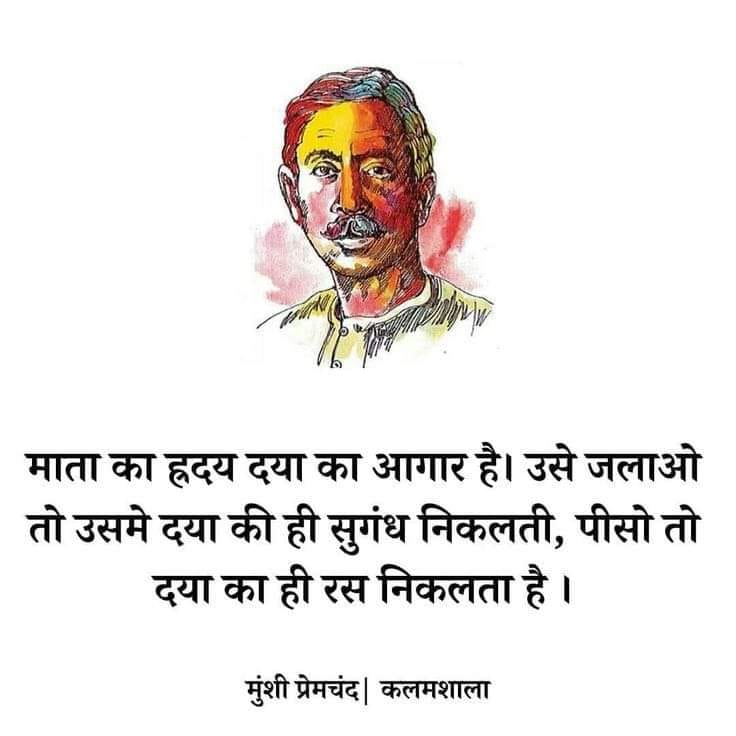 माता का ह्रदय दया का आगार है। उसे जलाओ
तो उसमे दया की ही सुगंध निकलती, पीसो तो
दया का ही रस निकलता है ।
मुंशी प्रेमचंद| कलमशाला